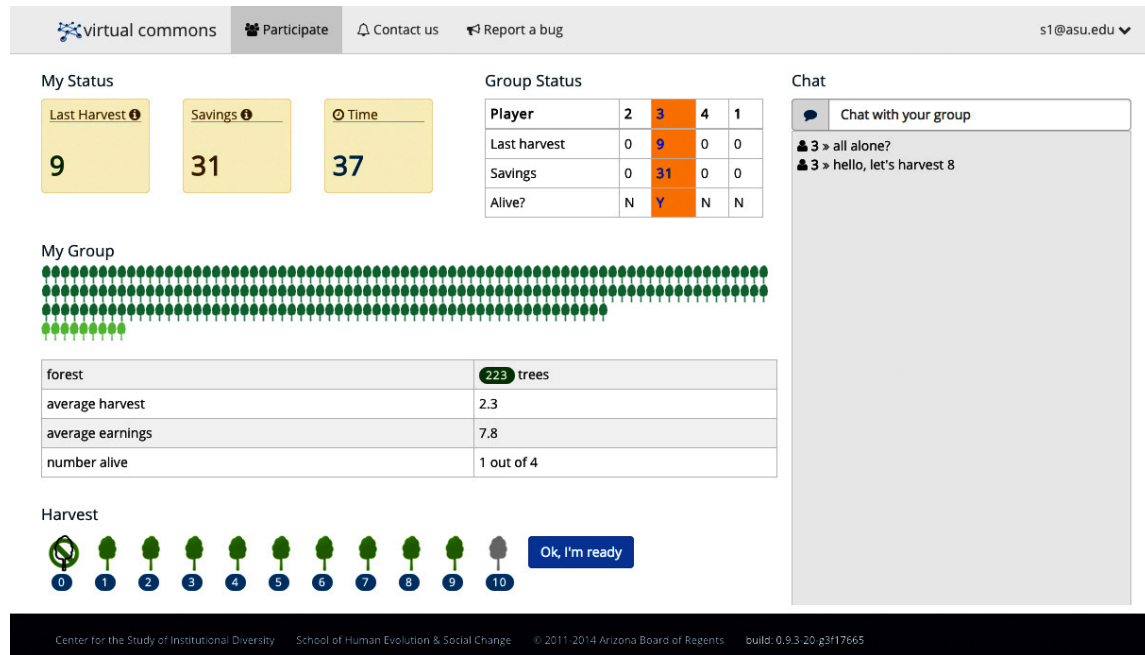 virtual commons Participate Contact us Report a bug s1@asu.edu
My Status
Last Harvest
9
Savings
31
Time
37
Group Status
Player 2 3 4 1
Last harvest 0 9 0 0
Savings 0 31 0 0
Alive? N Y N N
Chat
Chat with your group
3 » all alone?
3 » hello, let's harvest 8
My Group
forest 223 trees
average harvest 2.3
average earnings 7.8
number alive 1 out of 4
Harvest
0 1 2 3 4 5 6 7 8 9 10
Ok, I'm ready
Center for the Study of Institutional Diversity School of Human Evolution & Social Change © 2011-2014 Arizona Board of Regents build: 0.9.3-20-g3f17665